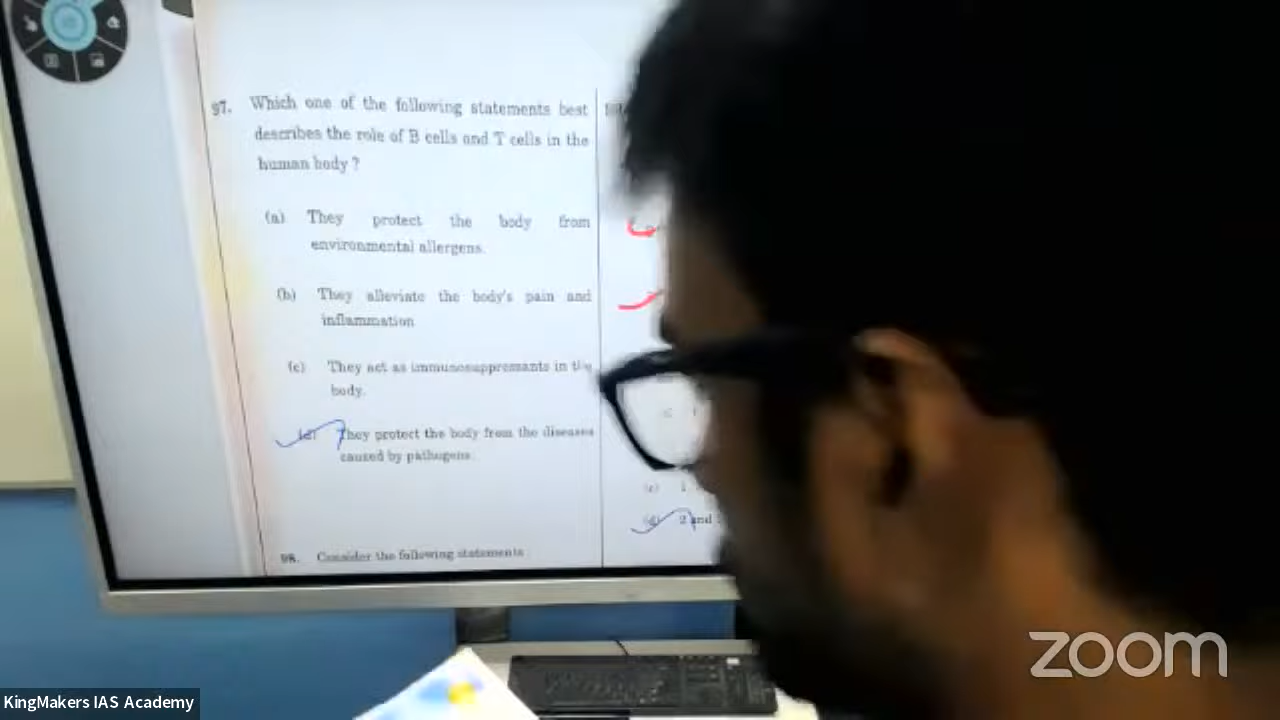 97. Which one of the following statements best
describes the role of B cells and T cells in the
human body ?
(a) They protect the body from
environmental allergens.
(b) They alleviate the body's pain and
inflammation
(c) They act as immunosuppressants in the
body.
(d) They protect the body from the diseases
caused by pathogens.
98. Consider the following statements
(c) 1
(d) 2 and
zoom
KingMakers IAS Academy